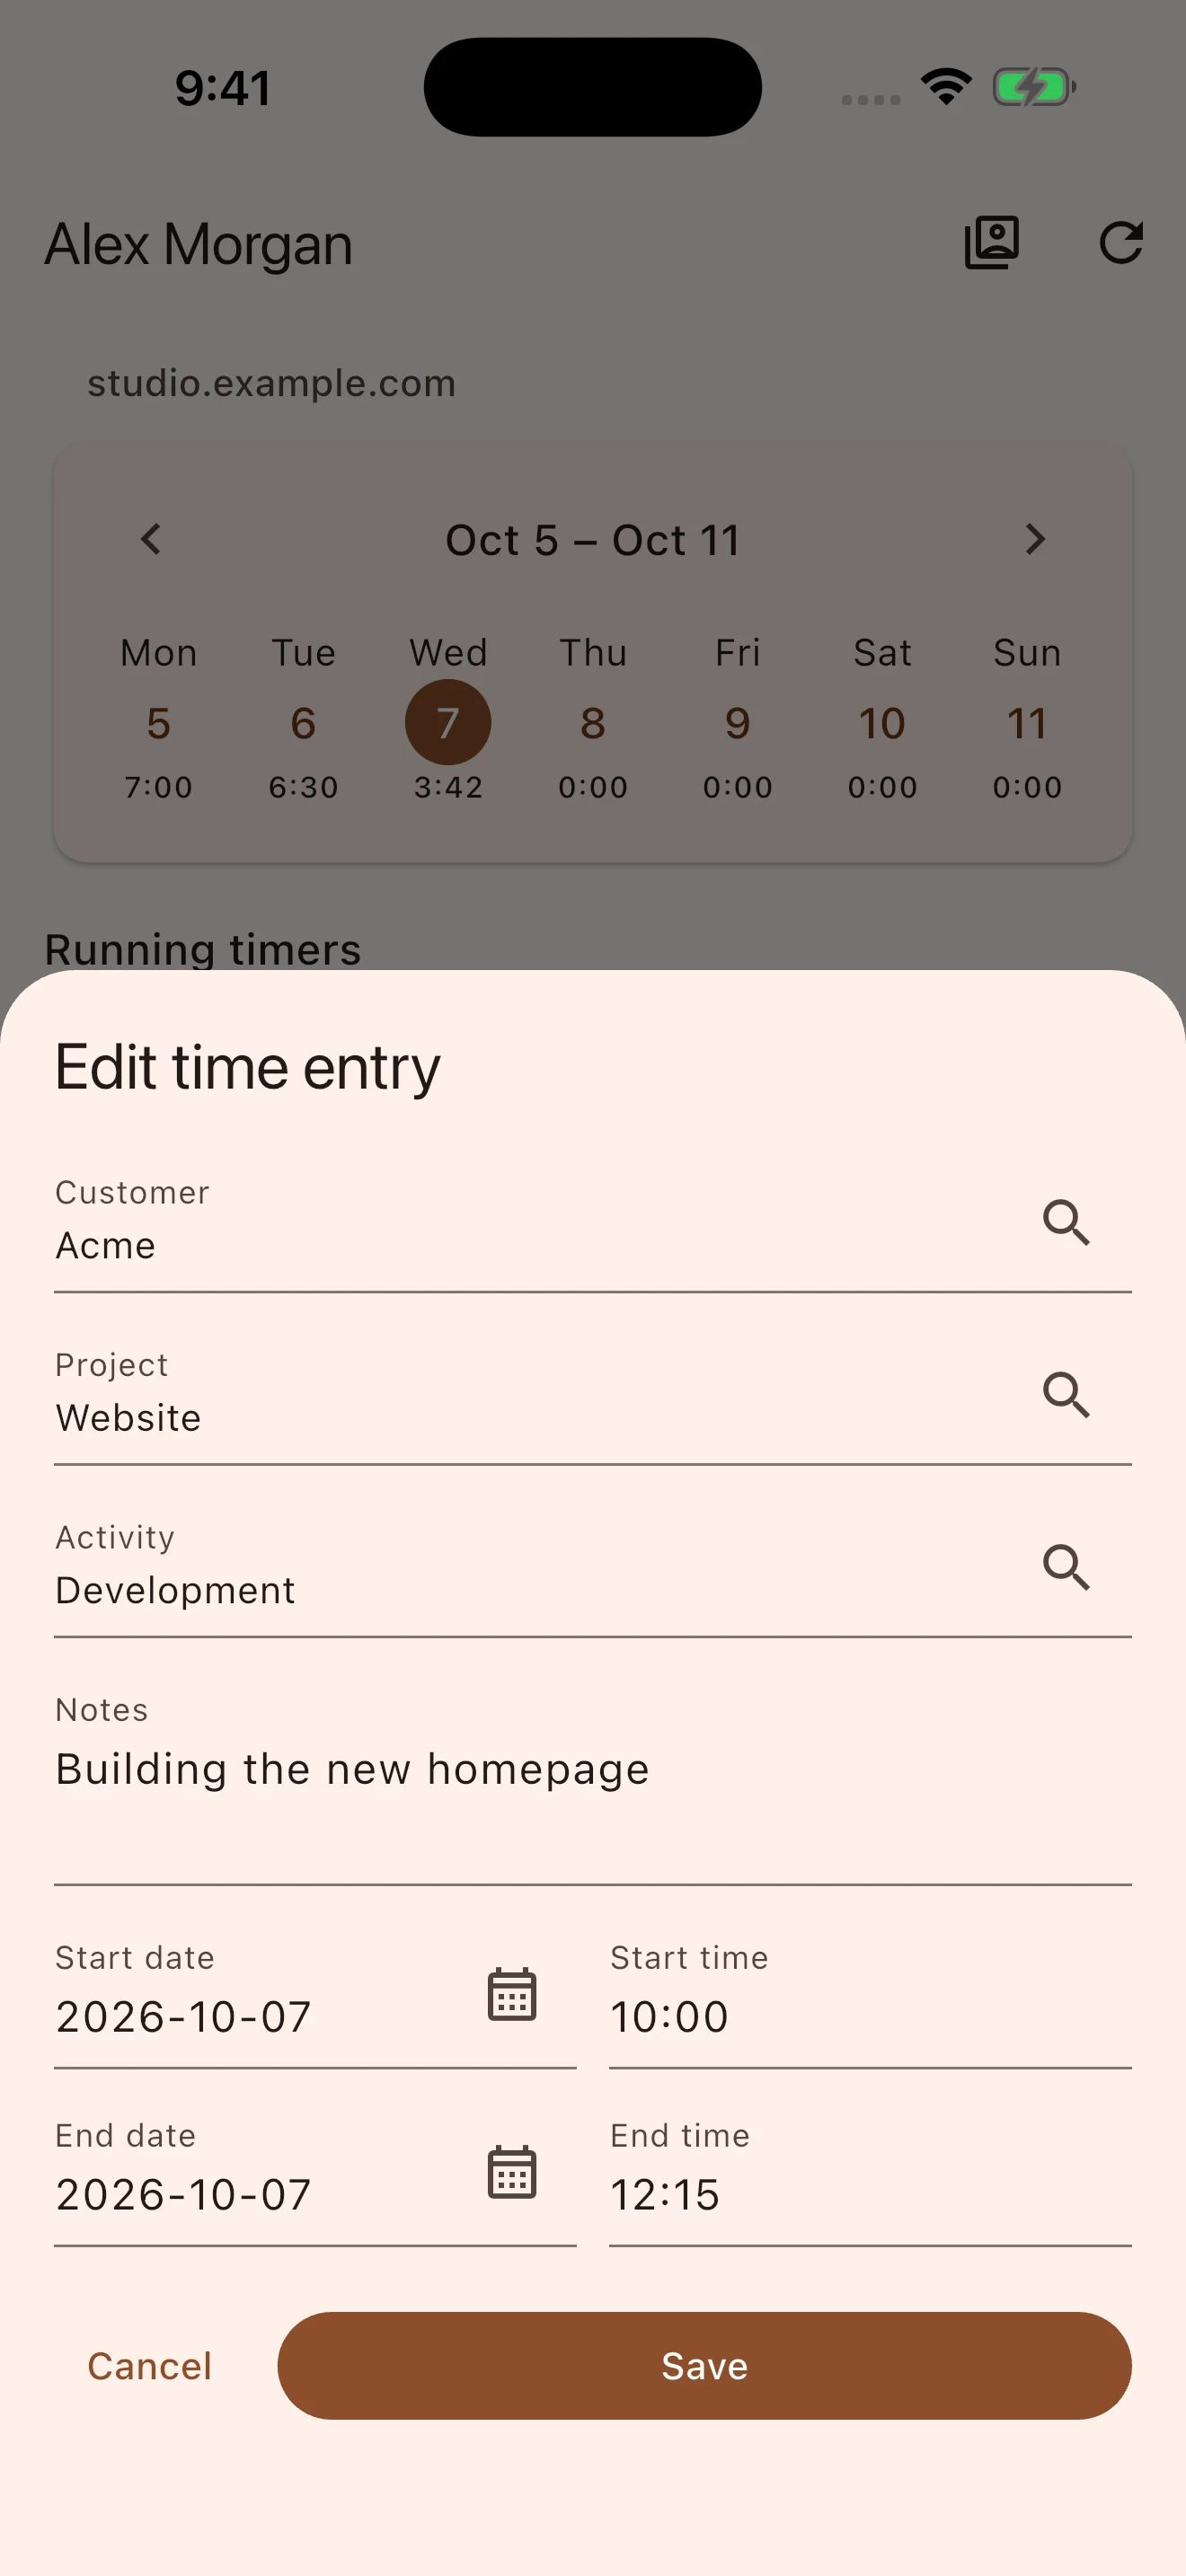 9:41
Alex Morgan
studio.example.com
Oct 5 – Oct 11
Mon Tue Wed Thu Fri Sat Sun
5 6 7 8 9 10 11
7:00 6:30 3:42 0:00 0:00 0:00 0:00
Running timers
Edit time entry
Customer
Acme
Project
Website
Activity
Development
Notes
Building the new homepage
Start date Start time
2026-10-07 10:00
End date End time
2026-10-07 12:15
Cancel Save